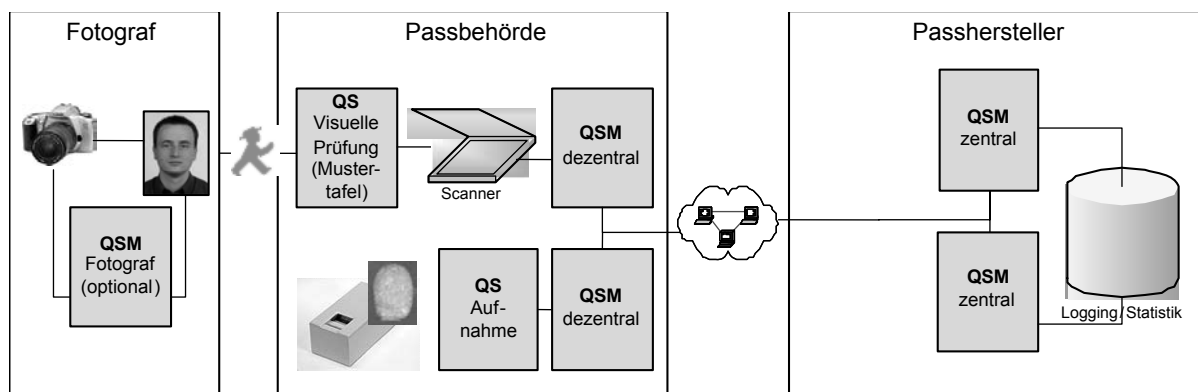 Fotograf
QSM
Fotograf
(optional)
Passbehörde
QS
Visuelle
Prüfung
(Muster-
tafel)
Scanner
QSM
dezentral
QS
Auf-
nahme
QSM
dezentral
Passhersteller
QSM
zentral
QSM
zentral
Logging/Statistik